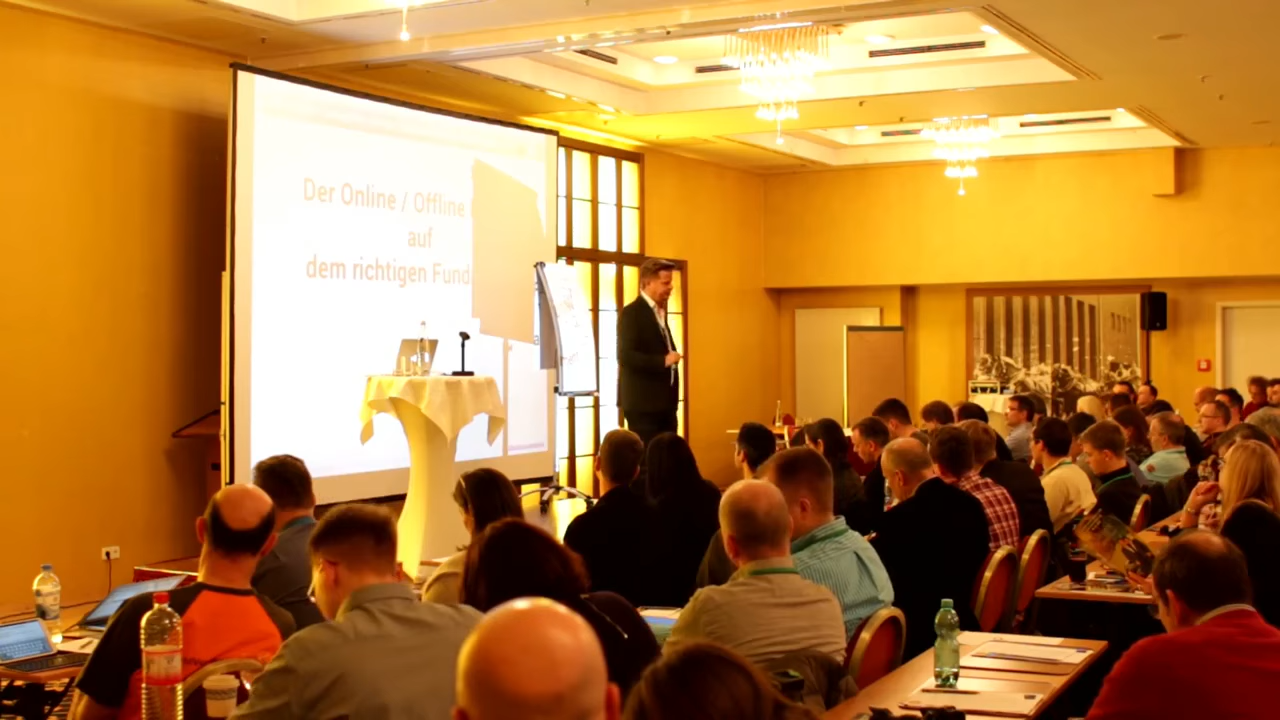 Der Online / Offline
auf
dem richtigen Fund